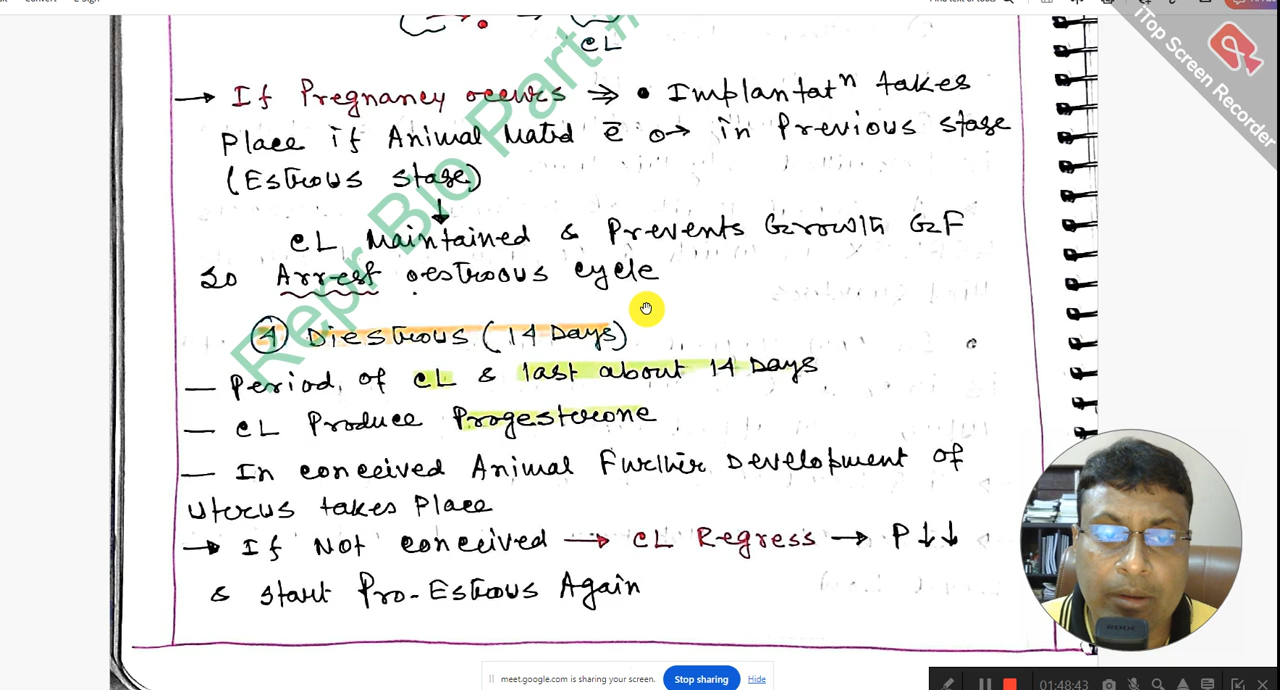 CL
→ If Pregnancy occurs ⇒ • Implantatⁿ takes
Place if Animal Mated c̄ o→ in Previous stage
(Estrous stage)
↓
CL Maintained & Prevents Growth GF
so Arrest oestrous cycle
④ Diestrous (14 Days)
— Period of CL & last about 14 Days
— CL Produce Progesterone
— In conceived Animal Further Development of
uterus takes Place
→ If Not conceived → CL Regress → P↓↓
& start Pro-Estrous Again
Repr Bio Part
iTop Screen Recorder
RODE
meet.google.com is sharing your screen. Stop sharing Hide
01:48:43